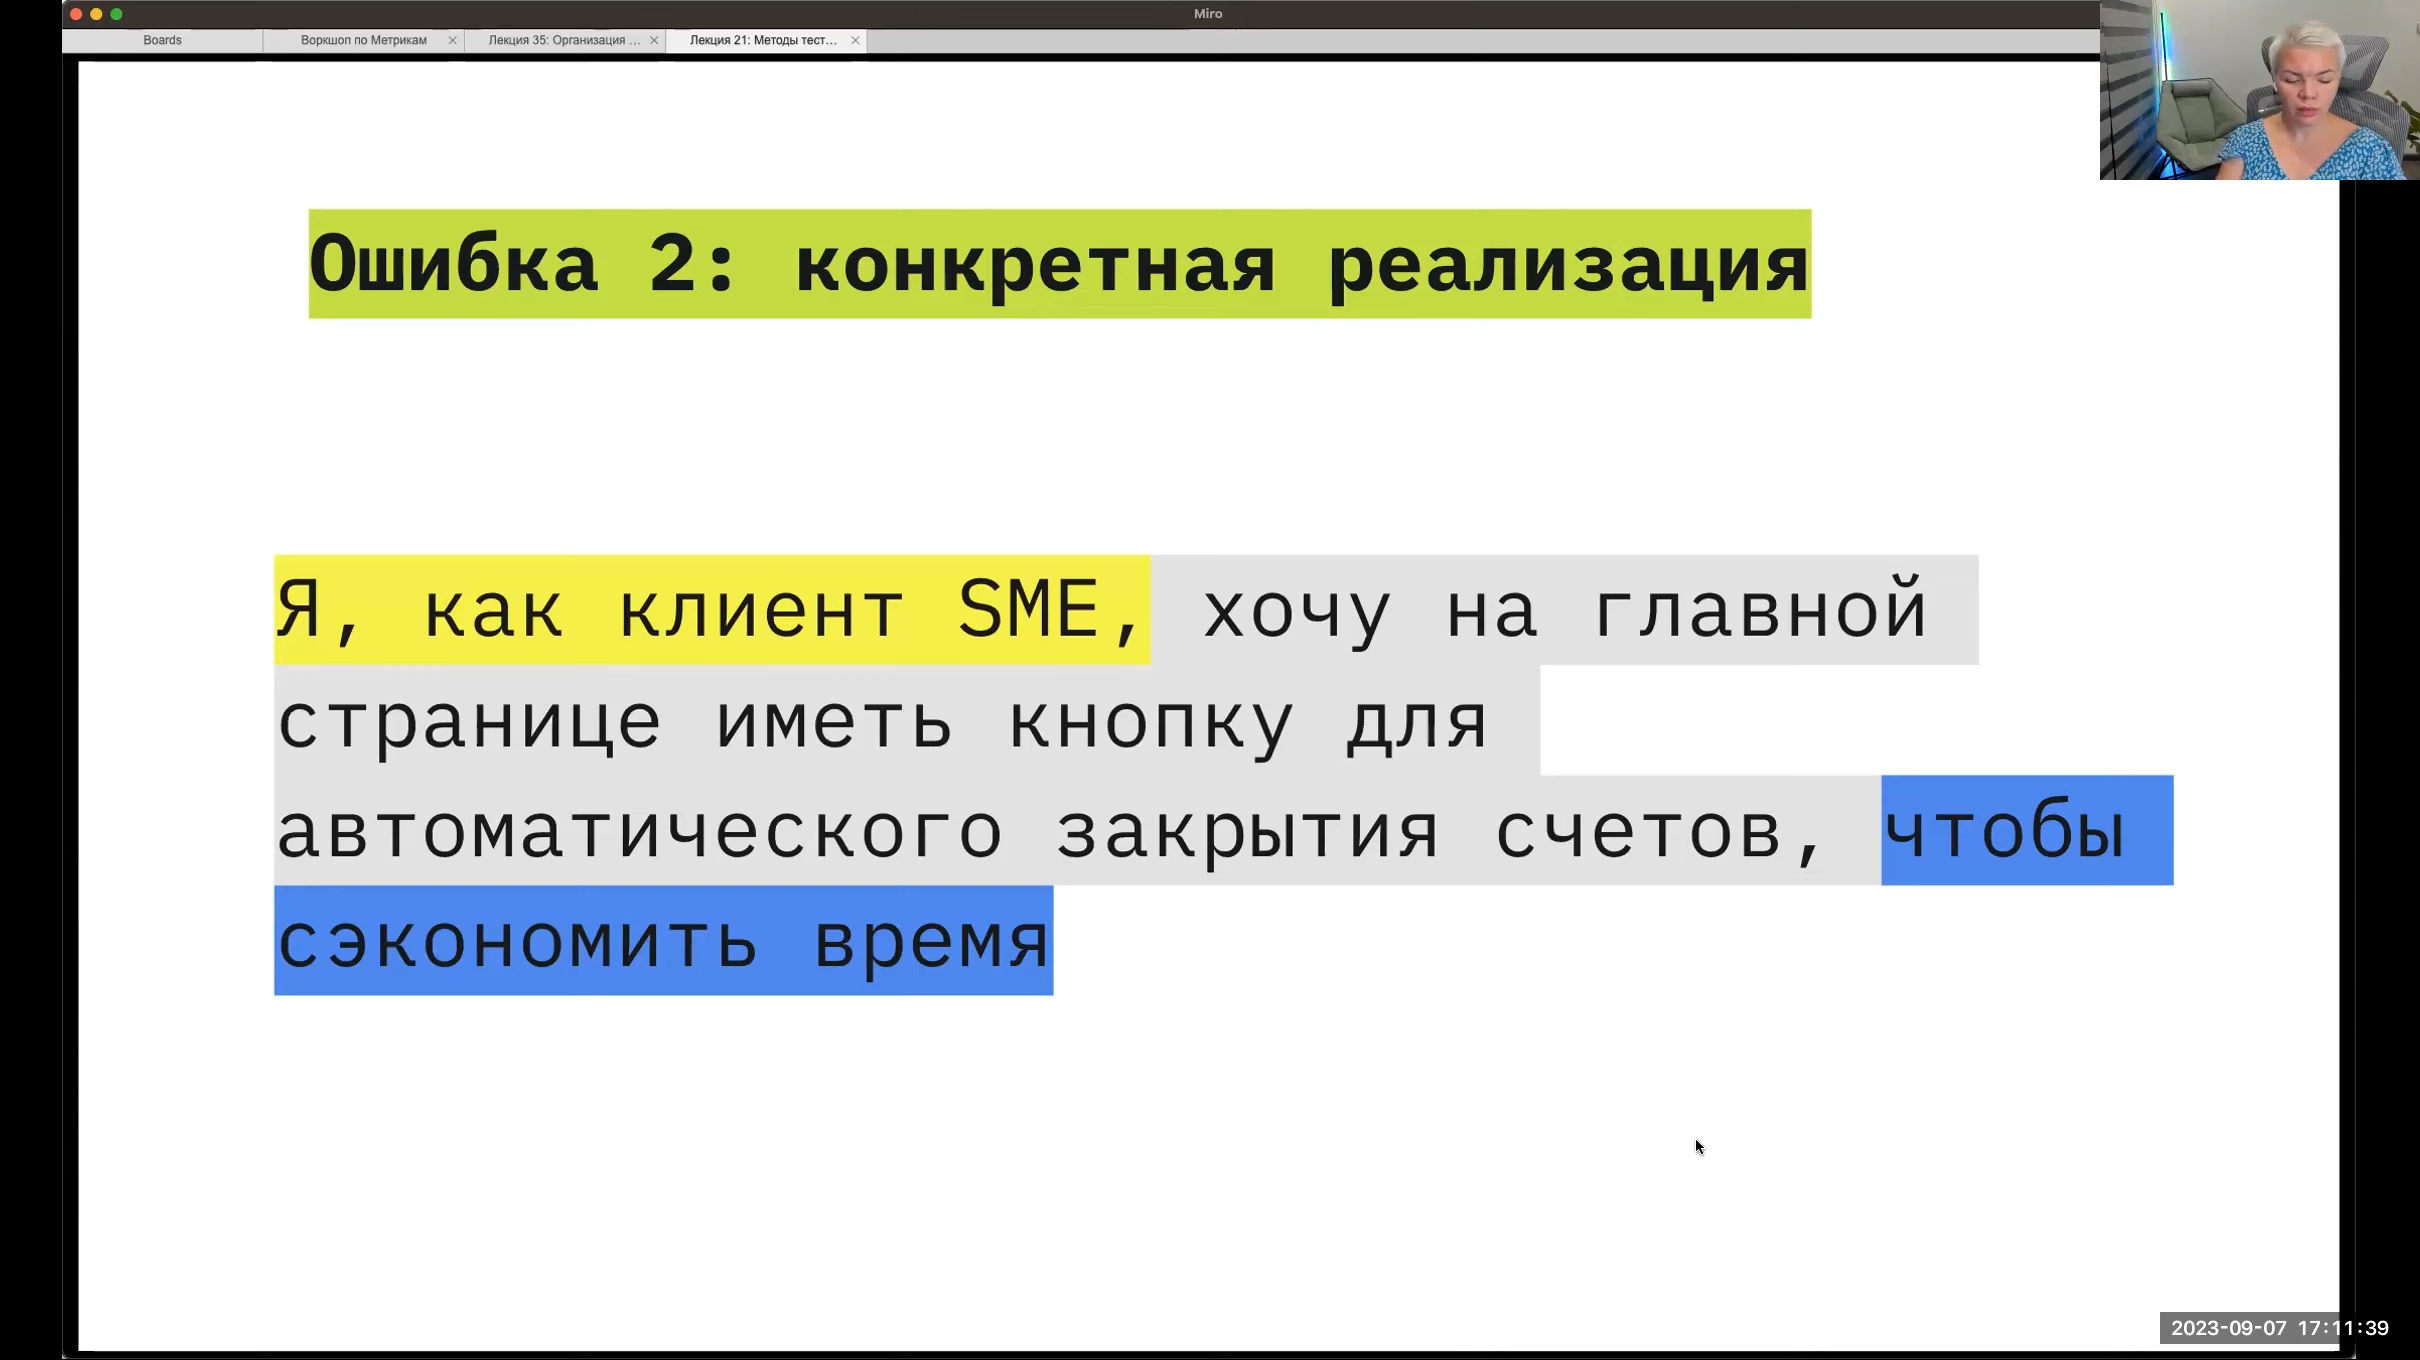 Miro
Boards
Воркшоп по Метрикам
Лекция 35: Организация ...
Лекция 21: Методы тест...
Ошибка 2: конкретная реализация
Я, как клиент SME, хочу на главной
странице иметь кнопку для
автоматического закрытия счетов, чтобы
сэкономить время
2023-09-07 17:11:39